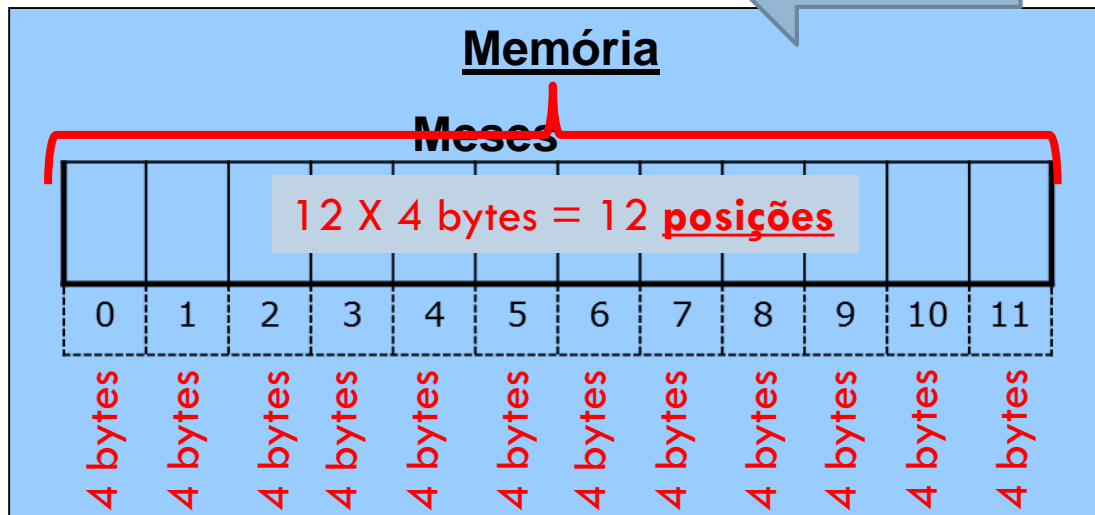 Memória
Meses
12 X 4 bytes = 12 posições
0 1 2 3 4 5 6 7 8 9 10 11
4 bytes 4 bytes 4 bytes 4 bytes 4 bytes 4 bytes 4 bytes 4 bytes 4 bytes 4 bytes 4 bytes 4 bytes